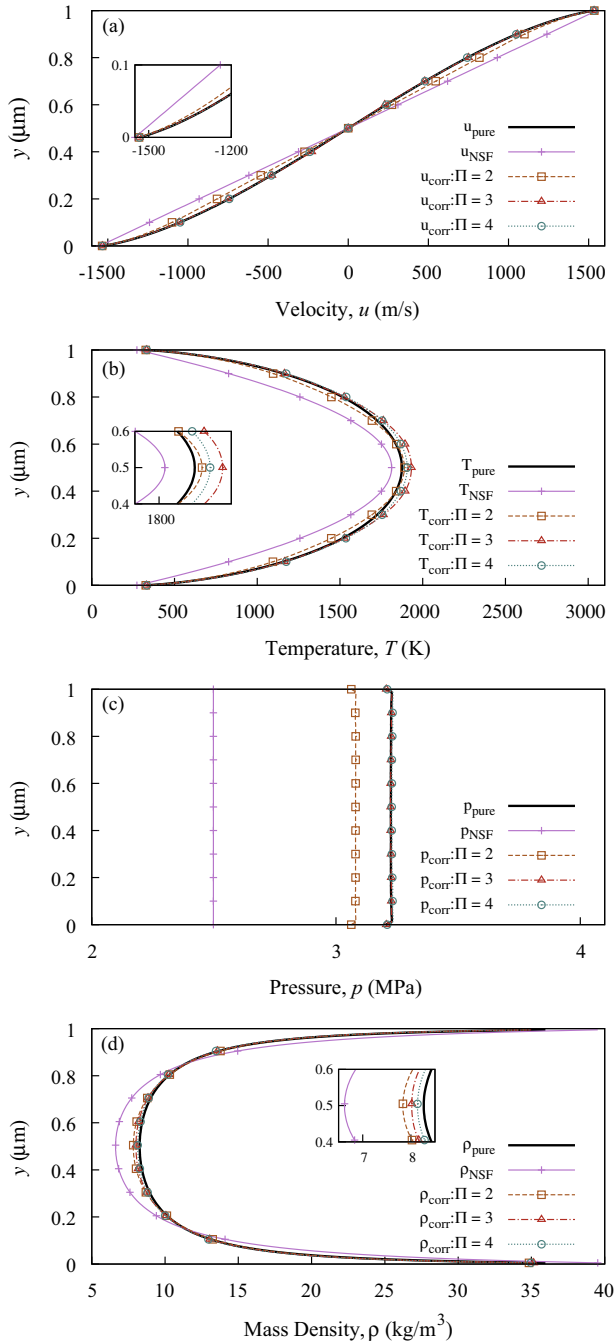 (a)
y (μm)
1
0.8
0.6
0.4
0.2
0
0.1
0
-1500
-1200
u_pure
u_NSF
u_corr:Π = 2
u_corr:Π = 3
u_corr:Π = 4
-1500 -1000 -500 0 500 1000 1500
Velocity, u (m/s)
(b)
y (μm)
1
0.8
0.6
0.4
0.2
0
0.6
0.5
0.4
1800
T_pure
T_NSF
T_corr:Π = 2
T_corr:Π = 3
T_corr:Π = 4
0 500 1000 1500 2000 2500 3000
Temperature, T (K)
(c)
y (μm)
1
0.8
0.6
0.4
0.2
0
p_pure
p_NSF
p_corr:Π = 2
p_corr:Π = 3
p_corr:Π = 4
2 3 4
Pressure, p (MPa)
(d)
y (μm)
1
0.8
0.6
0.4
0.2
0
0.6
0.5
0.4
7 8
ρ_pure
ρ_NSF
ρ_corr:Π = 2
ρ_corr:Π = 3
ρ_corr:Π = 4
5 10 15 20 25 30 35 40
Mass Density, ρ (kg/m³)